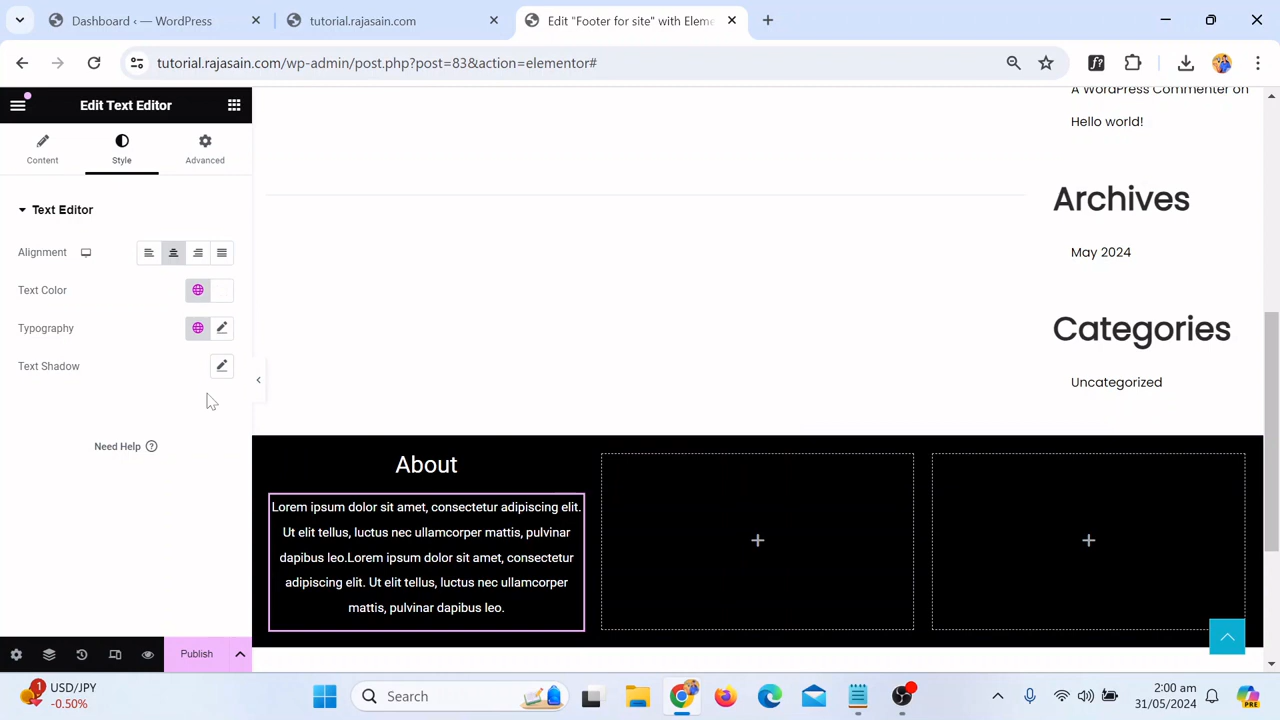 Dashboard ‹ — WordPress
tutorial.rajasain.com
Edit "Footer for site" with Eleme
tutorial.rajasain.com/wp-admin/post.php?post=83&action=elementor#
Edit Text Editor
Content
Style
Advanced
Text Editor
Alignment
Text Color
Typography
Text Shadow
Need Help
Publish
A WordPress Commenter on
Hello world!
Archives
May 2024
Categories
Uncategorized
About
Lorem ipsum dolor sit amet, consectetur adipiscing elit.
Ut elit tellus, luctus nec ullamcorper mattis, pulvinar
dapibus leo.Lorem ipsum dolor sit amet, consectetur
adipiscing elit. Ut elit tellus, luctus nec ullamcorper
mattis, pulvinar dapibus leo.
1
USD/JPY
-0.50%
Search
2:00 am
31/05/2024
PRE